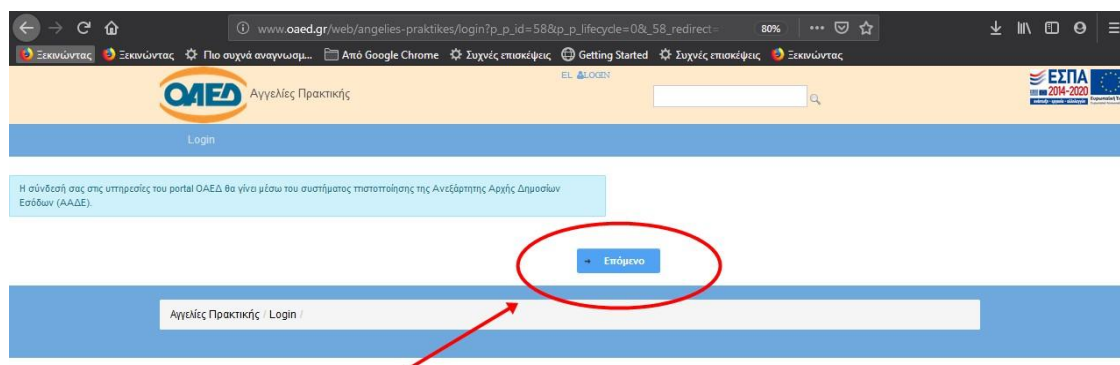 www.oaed.gr/web/angelies-praktikes/login?p_p_id=58&p_p_lifecycle=0&_58_redirect= 80%
Ξεκινώντας Ξεκινώντας Πιο συχνά αναγνωσμ... Από Google Chrome Συχνές επισκέψεις Getting Started Συχνές επισκέψεις Ξεκινώντας
EL LOGIN
ΟΑΕΔ Αγγελίες Πρακτικής
ΕΣΠΑ
2014-2020
Login
Η σύνδεσή σας στις υπηρεσίες του portal ΟΑΕΔ θα γίνει μέσω του συστήματος πιστοποίησης της Ανεξάρτητης Αρχής Δημοσίων
Εσόδων (ΑΑΔΕ).
Επόμενο
Αγγελίες Πρακτικής / Login /